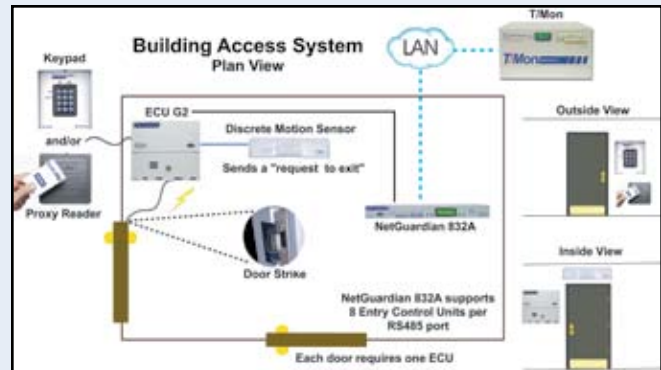 Building Access System
Plan View
Keypad
and/or
Proxy Reader
ECU G2
Discrete Motion Sensor
Sends a "request to exit"
Door Strike
NetGuardian 832A
NetGuardian 832A supports
8 Entry Control Units per
RS485 port
Each door requires one ECU
LAN
T/Mon
T/Mon
Outside View
Inside View